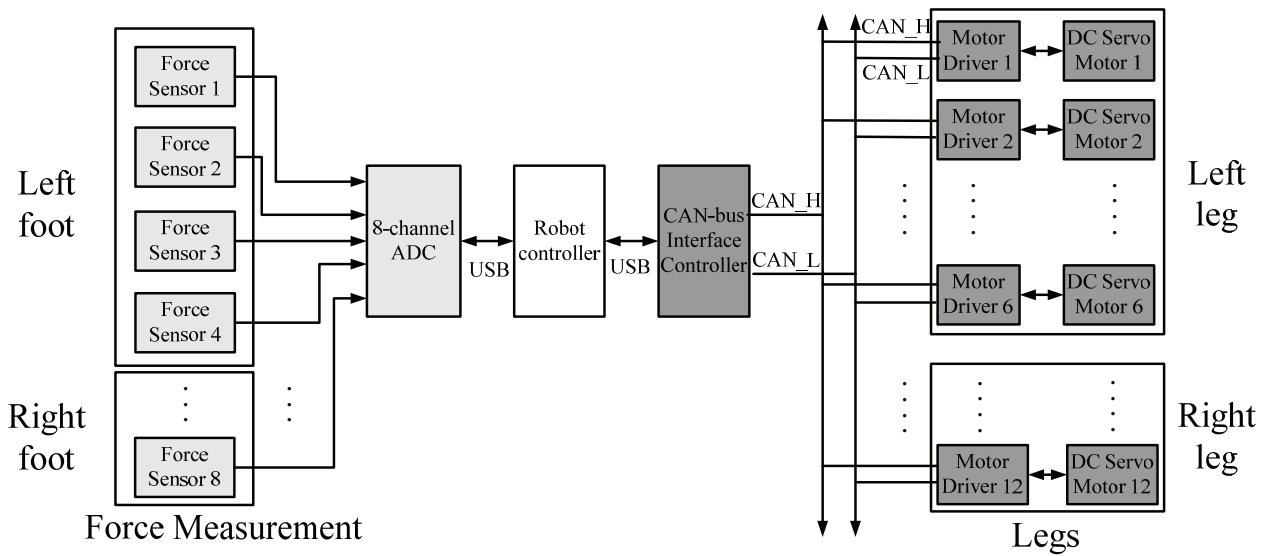 Left
foot
Force
Sensor 1
Force
Sensor 2
Force
Sensor 3
Force
Sensor 4
Right
foot
Force
Sensor 8
Force Measurement
8-channel
ADC
USB
Robot
controller
USB
CAN-bus
Interface
Controller
CAN_H
CAN_L
CAN_H
CAN_L
Motor
Driver 1
DC Servo
Motor 1
Motor
Driver 2
DC Servo
Motor 2
Motor
Driver 6
DC Servo
Motor 6
Left
leg
Motor
Driver 12
DC Servo
Motor 12
Right
leg
Legs